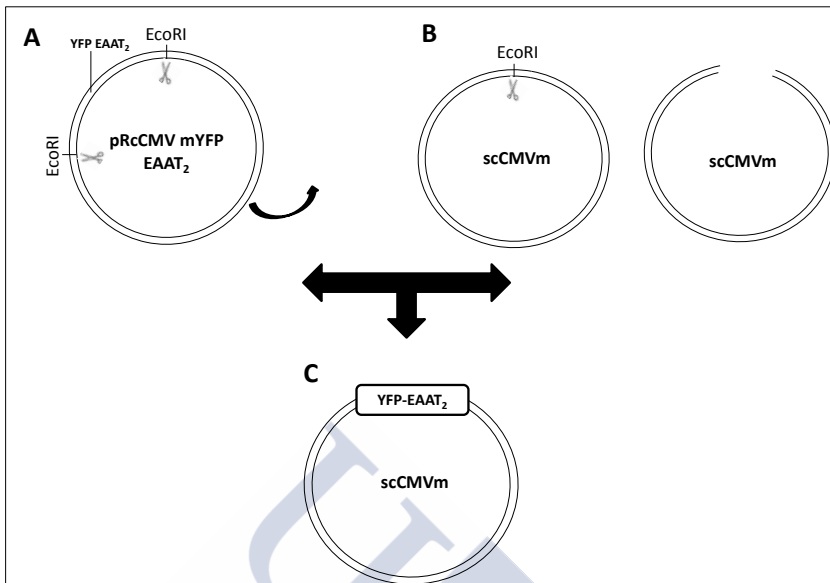 A
YFP EAAT₂
EcoRI
EcoRI
pRcCMV mYFP
EAAT₂
B
EcoRI
scCMVm
scCMVm
C
YFP-EAAT₂
scCMVm